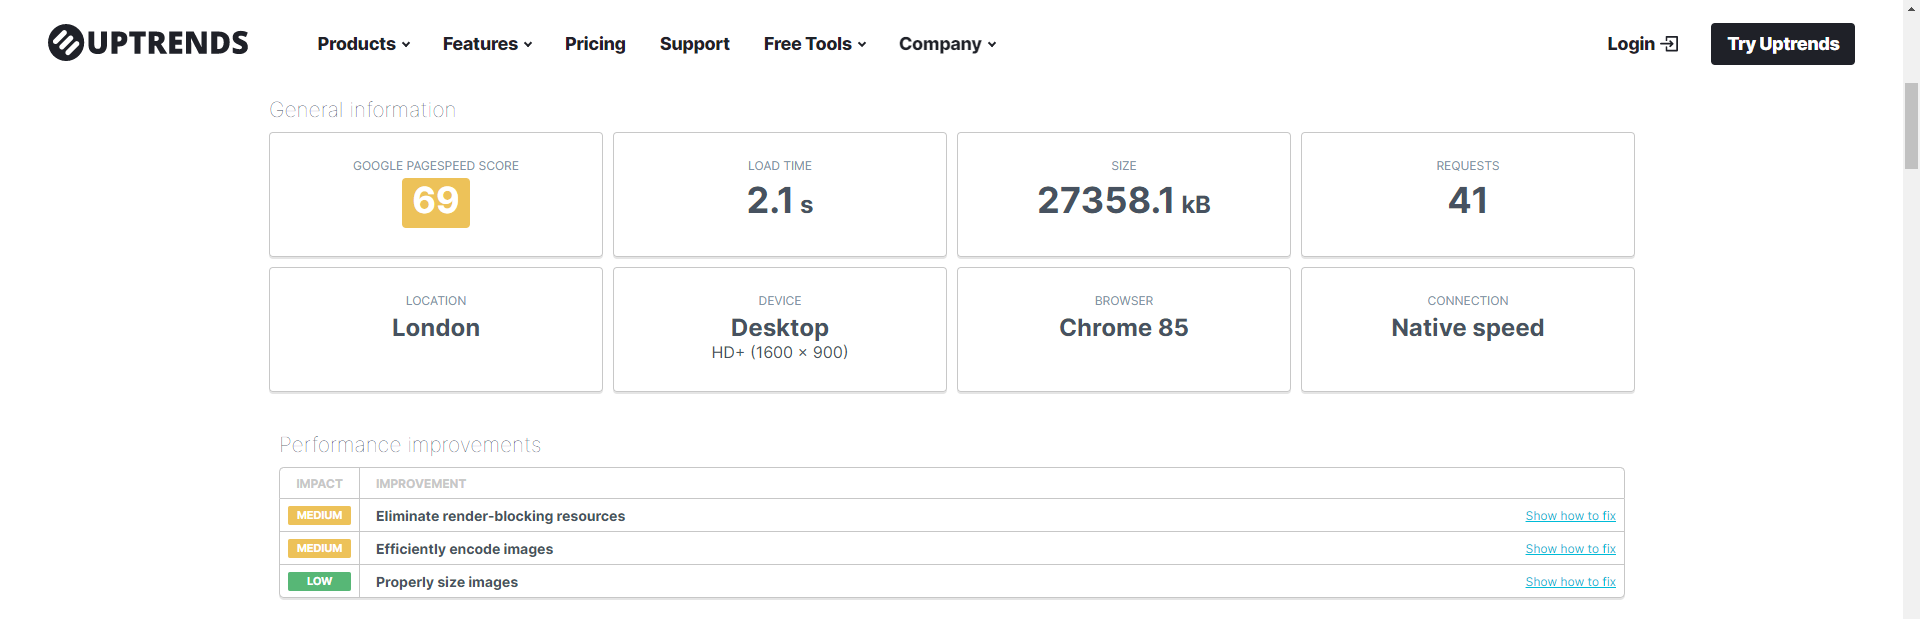 UPTRENDS Products Features Pricing Support Free Tools Company Login Try Uptrends
General information
GOOGLE PAGESPEED SCORE
69
LOAD TIME
2.1 s
SIZE
27358.1 kB
REQUESTS
41
LOCATION
London
DEVICE
Desktop
HD+ (1600 × 900)
BROWSER
Chrome 85
CONNECTION
Native speed
Performance improvements
IMPACT IMPROVEMENT
MEDIUM Eliminate render-blocking resources Show how to fix
MEDIUM Efficiently encode images Show how to fix
LOW Properly size images Show how to fix